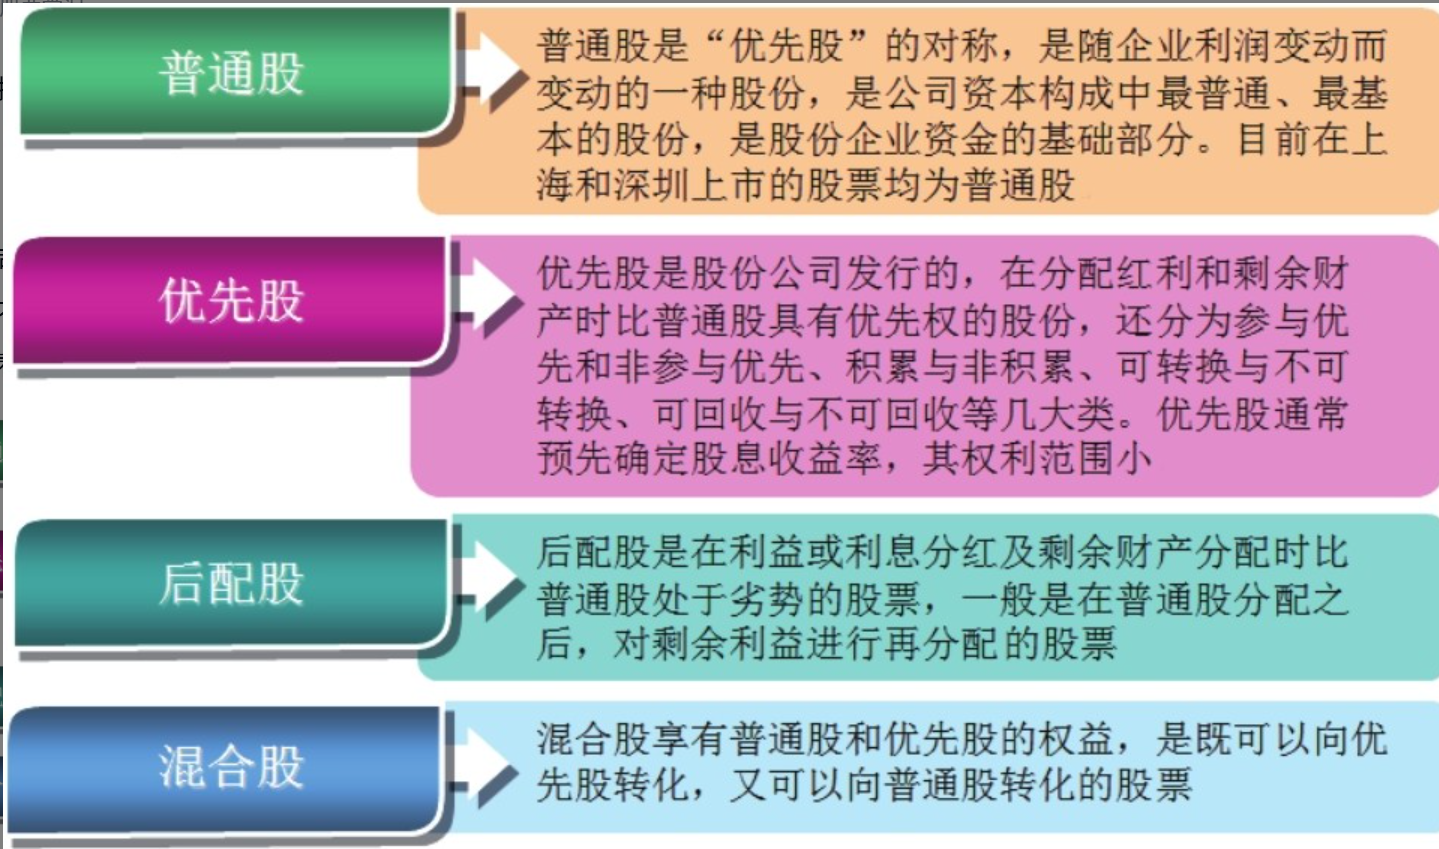 普通股
普通股是“优先股”的对称，是随企业利润变动而
变动的一种股份，是公司资本构成中最普通、最基
本的股份，是股份企业资金的基础部分。目前在上
海和深圳上市的股票均为普通股
优先股
优先股是股份公司发行的，在分配红利和剩余财
产时比普通股具有优先权的股份，还分为参与优
先和非参与优先、积累与非积累、可转换与不可
转换、可回收与不可回收等几大类。优先股通常
预先确定股息收益率，其权利范围小
后配股
后配股是在利益或利息分红及剩余财产分配时比
普通股处于劣势的股票，一般是在普通股分配之
后，对剩余利益进行再分配的股票
混合股
混合股享有普通股和优先股的权益，是既可以向优
先股转化，又可以向普通股转化的股票